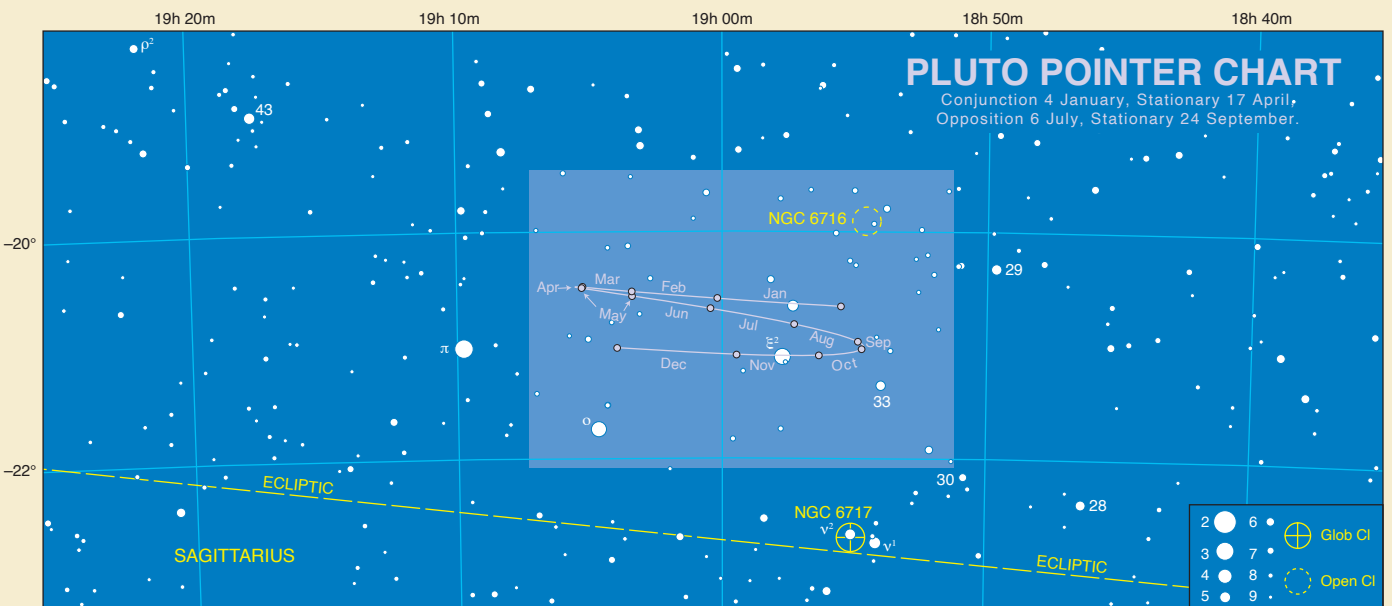 19h 20m 19h 10m 19h 00m 18h 50m 18h 40m
ρ²
PLUTO POINTER CHART
Conjunction 4 January, Stationary 17 April,
Opposition 6 July, Stationary 24 September.
43
NGC 6716
–20°
29
Apr Mar Feb Jan
May Jun Jul Aug Sep
π
ξ²
Dec Nov Oct
33
ο
–22°
ECLIPTIC
30
28
NGC 6717
ν²
ν¹
SAGITTARIUS
ECLIPTIC
2 6 Glob Cl
3 7
4 8 Open Cl
5 9